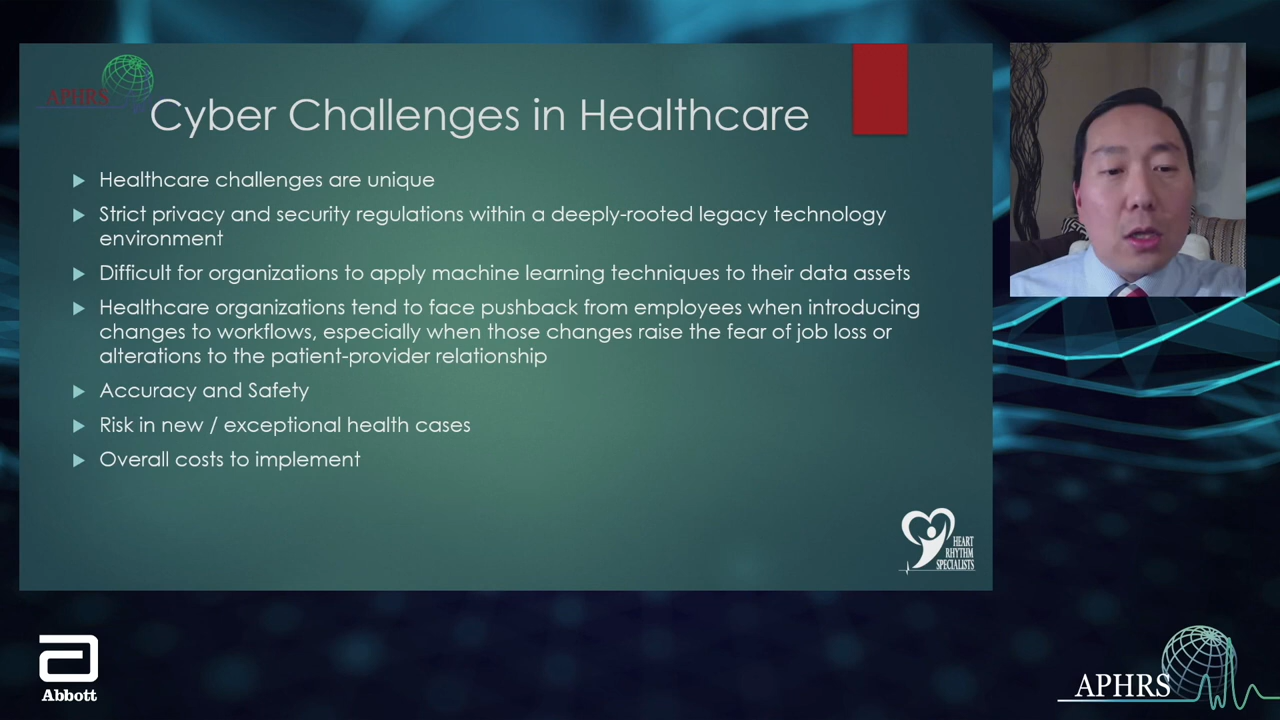 APHRS
Cyber Challenges in Healthcare
Healthcare challenges are unique
Strict privacy and security regulations within a deeply-rooted legacy technology
environment
Difficult for organizations to apply machine learning techniques to their data assets
Healthcare organizations tend to face pushback from employees when introducing
changes to workflows, especially when those changes raise the fear of job loss or
alterations to the patient-provider relationship
Accuracy and Safety
Risk in new / exceptional health cases
Overall costs to implement
HEART
RHYTHM
SPECIALISTS
Abbott
APHRS